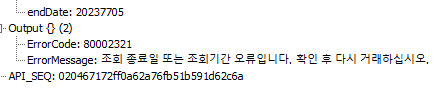 endDate: 20237705
Output {} (2)
ErrorCode: 80002321
ErrorMessage: 조회 종료일 또는 조회기간 오류입니다. 확인 후 다시 거래하십시오.
API_SEQ: 020467172ff0a62a76fb51b591d62c6a